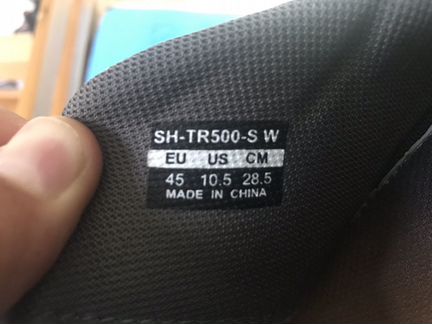 SH-TR500-S W
EU US CM
45 10.5 28.5
MADE IN CHINA